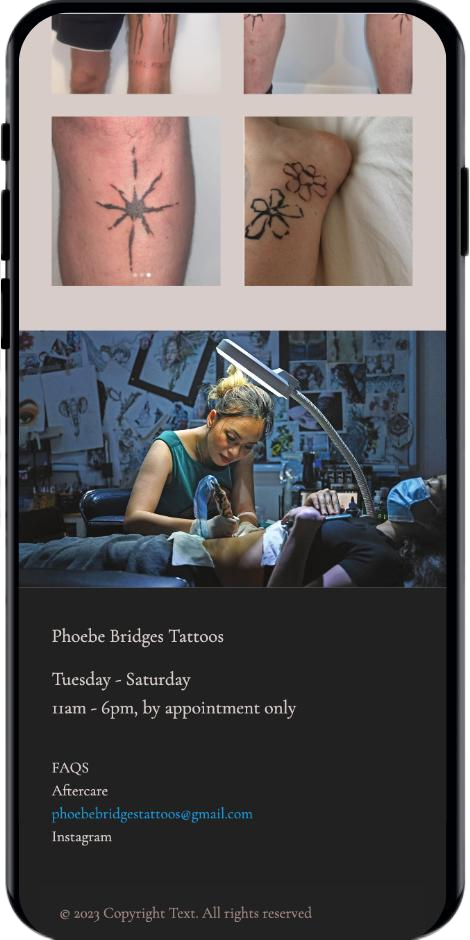 Phoebe Bridges Tattoos
Tuesday - Saturday
11am - 6pm, by appointment only
FAQS
Aftercare
phoebebridgestattoos@gmail.com
Instagram
© 2023 Copyright Text. All rights reserved